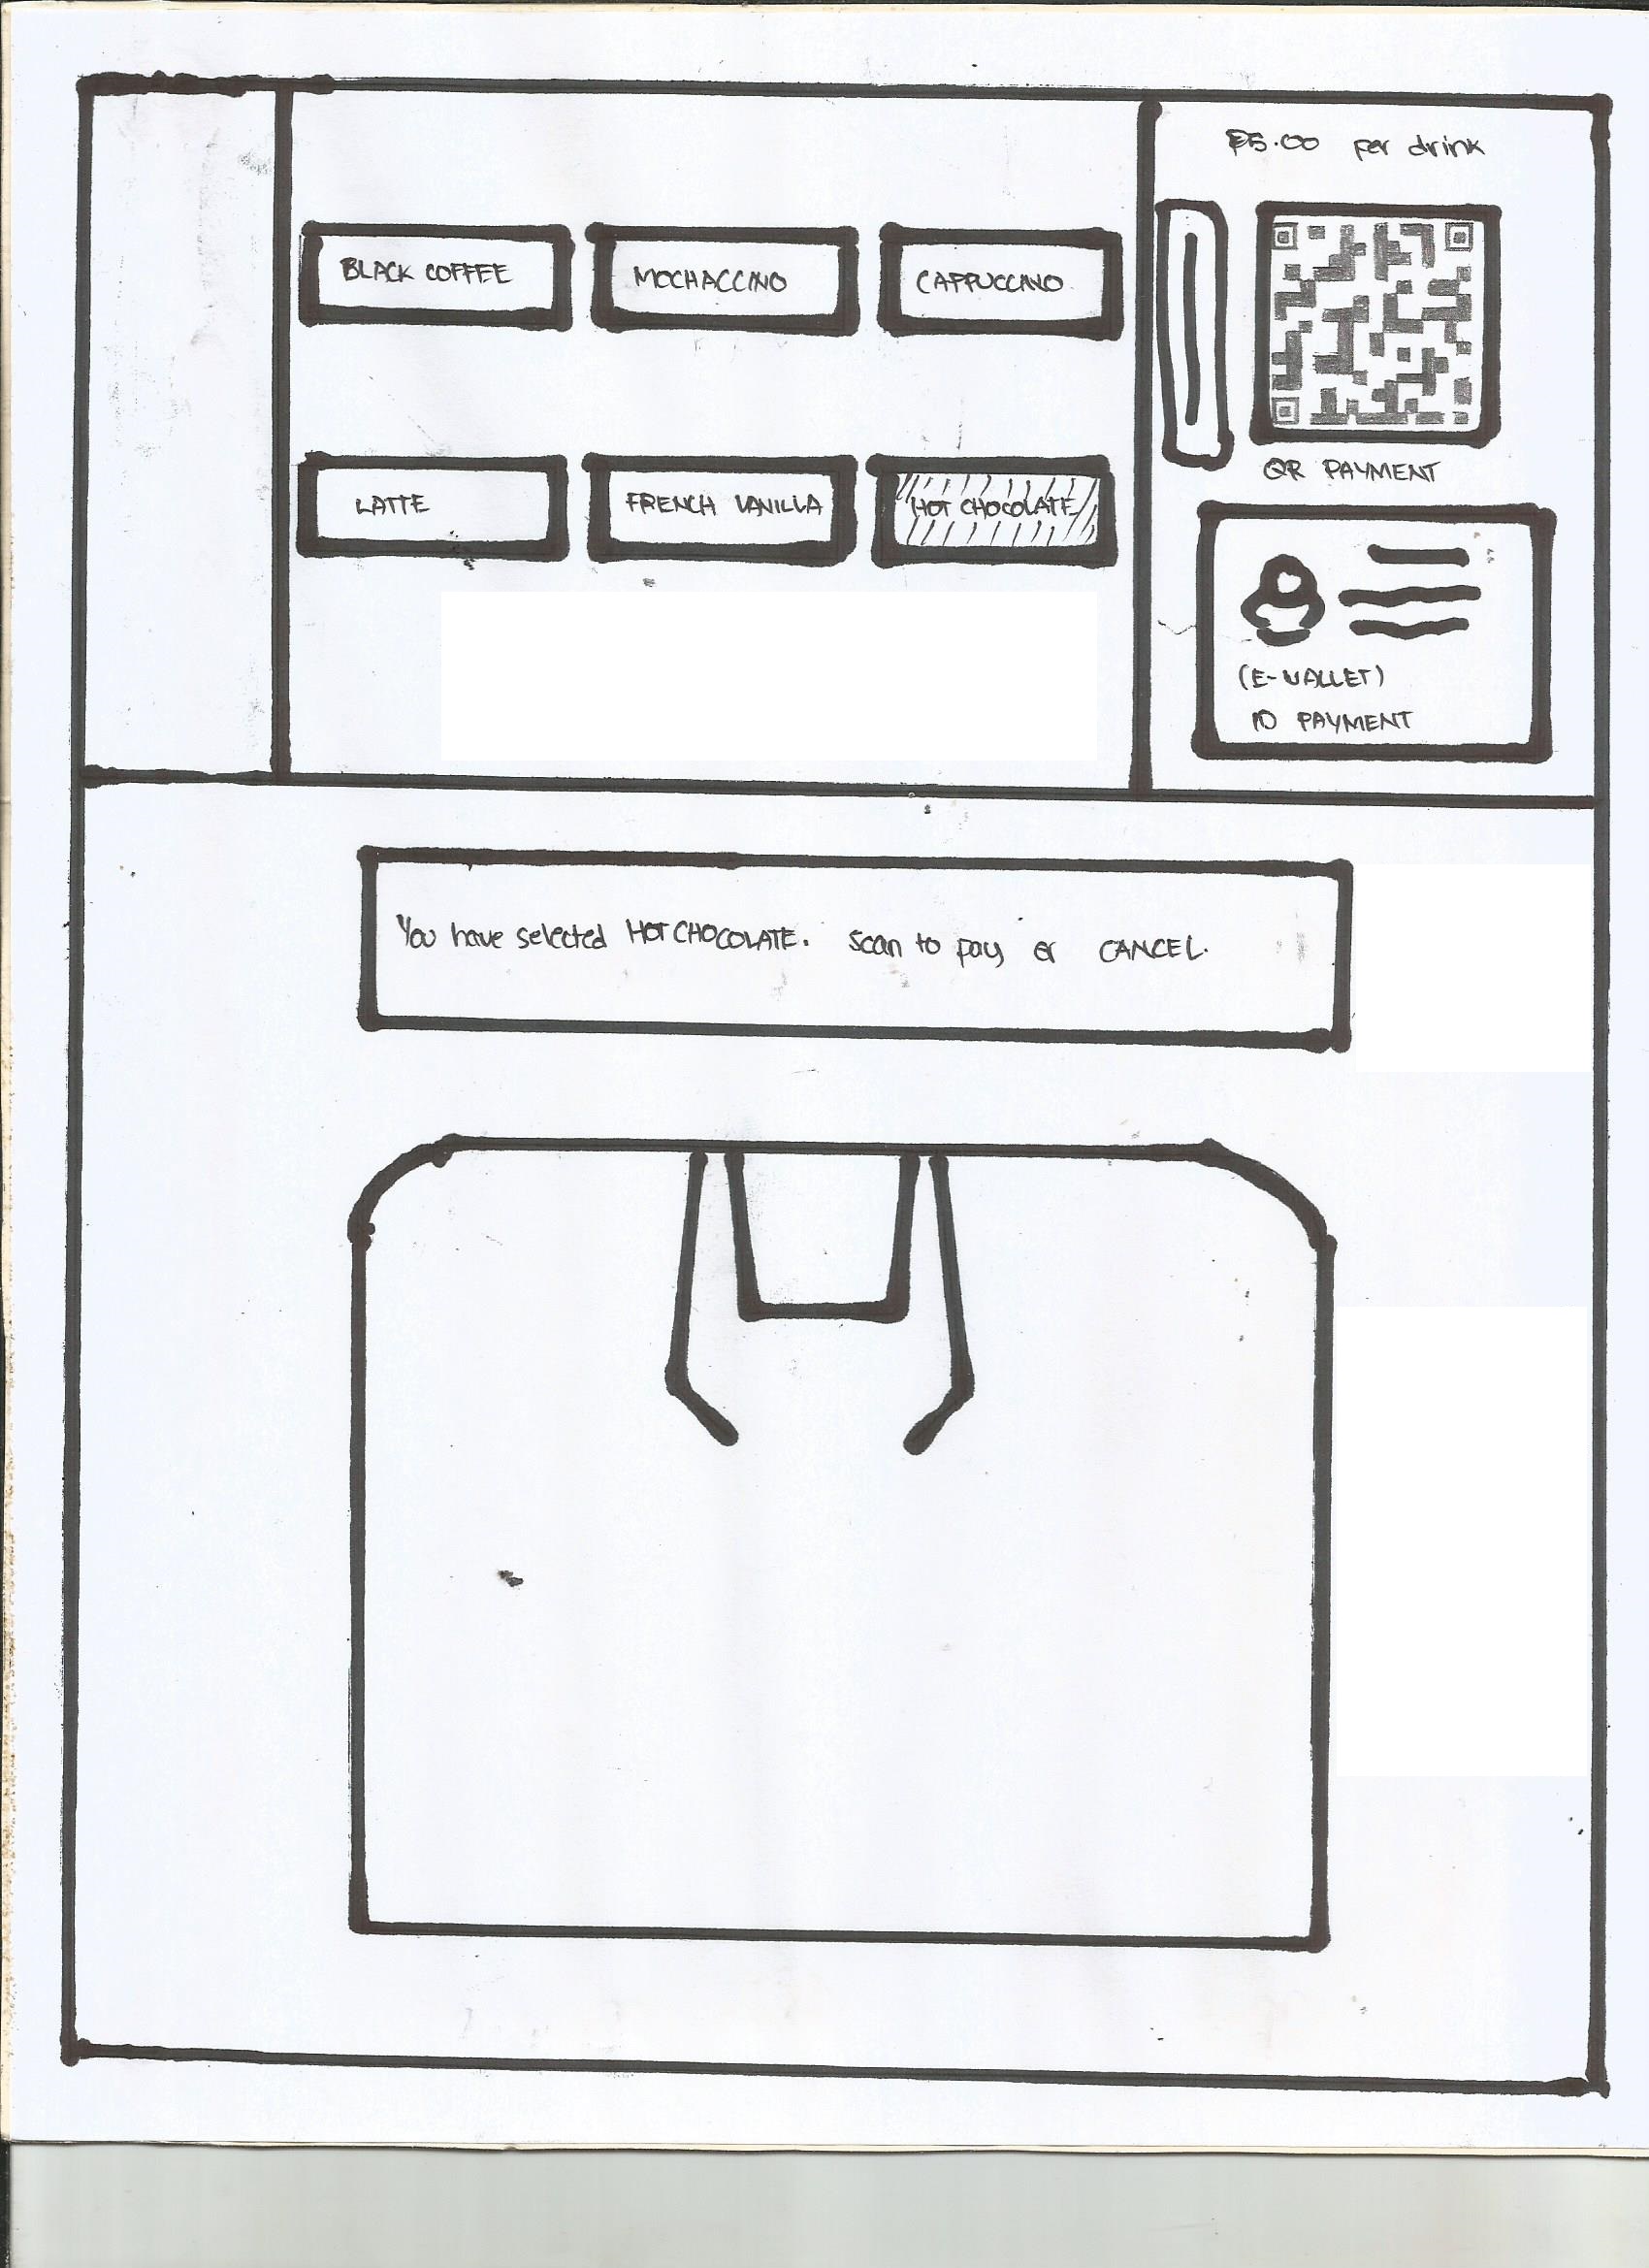 ₱5.00 per drink
BLACK COFFEE
MOCHACCINO
CAPPUCCINO
LATTE
FRENCH VANILLA
HOT CHOCOLATE
QR PAYMENT
(E-WALLET)
ID PAYMENT
You have selected HOT CHOCOLATE. Scan to pay or CANCEL.